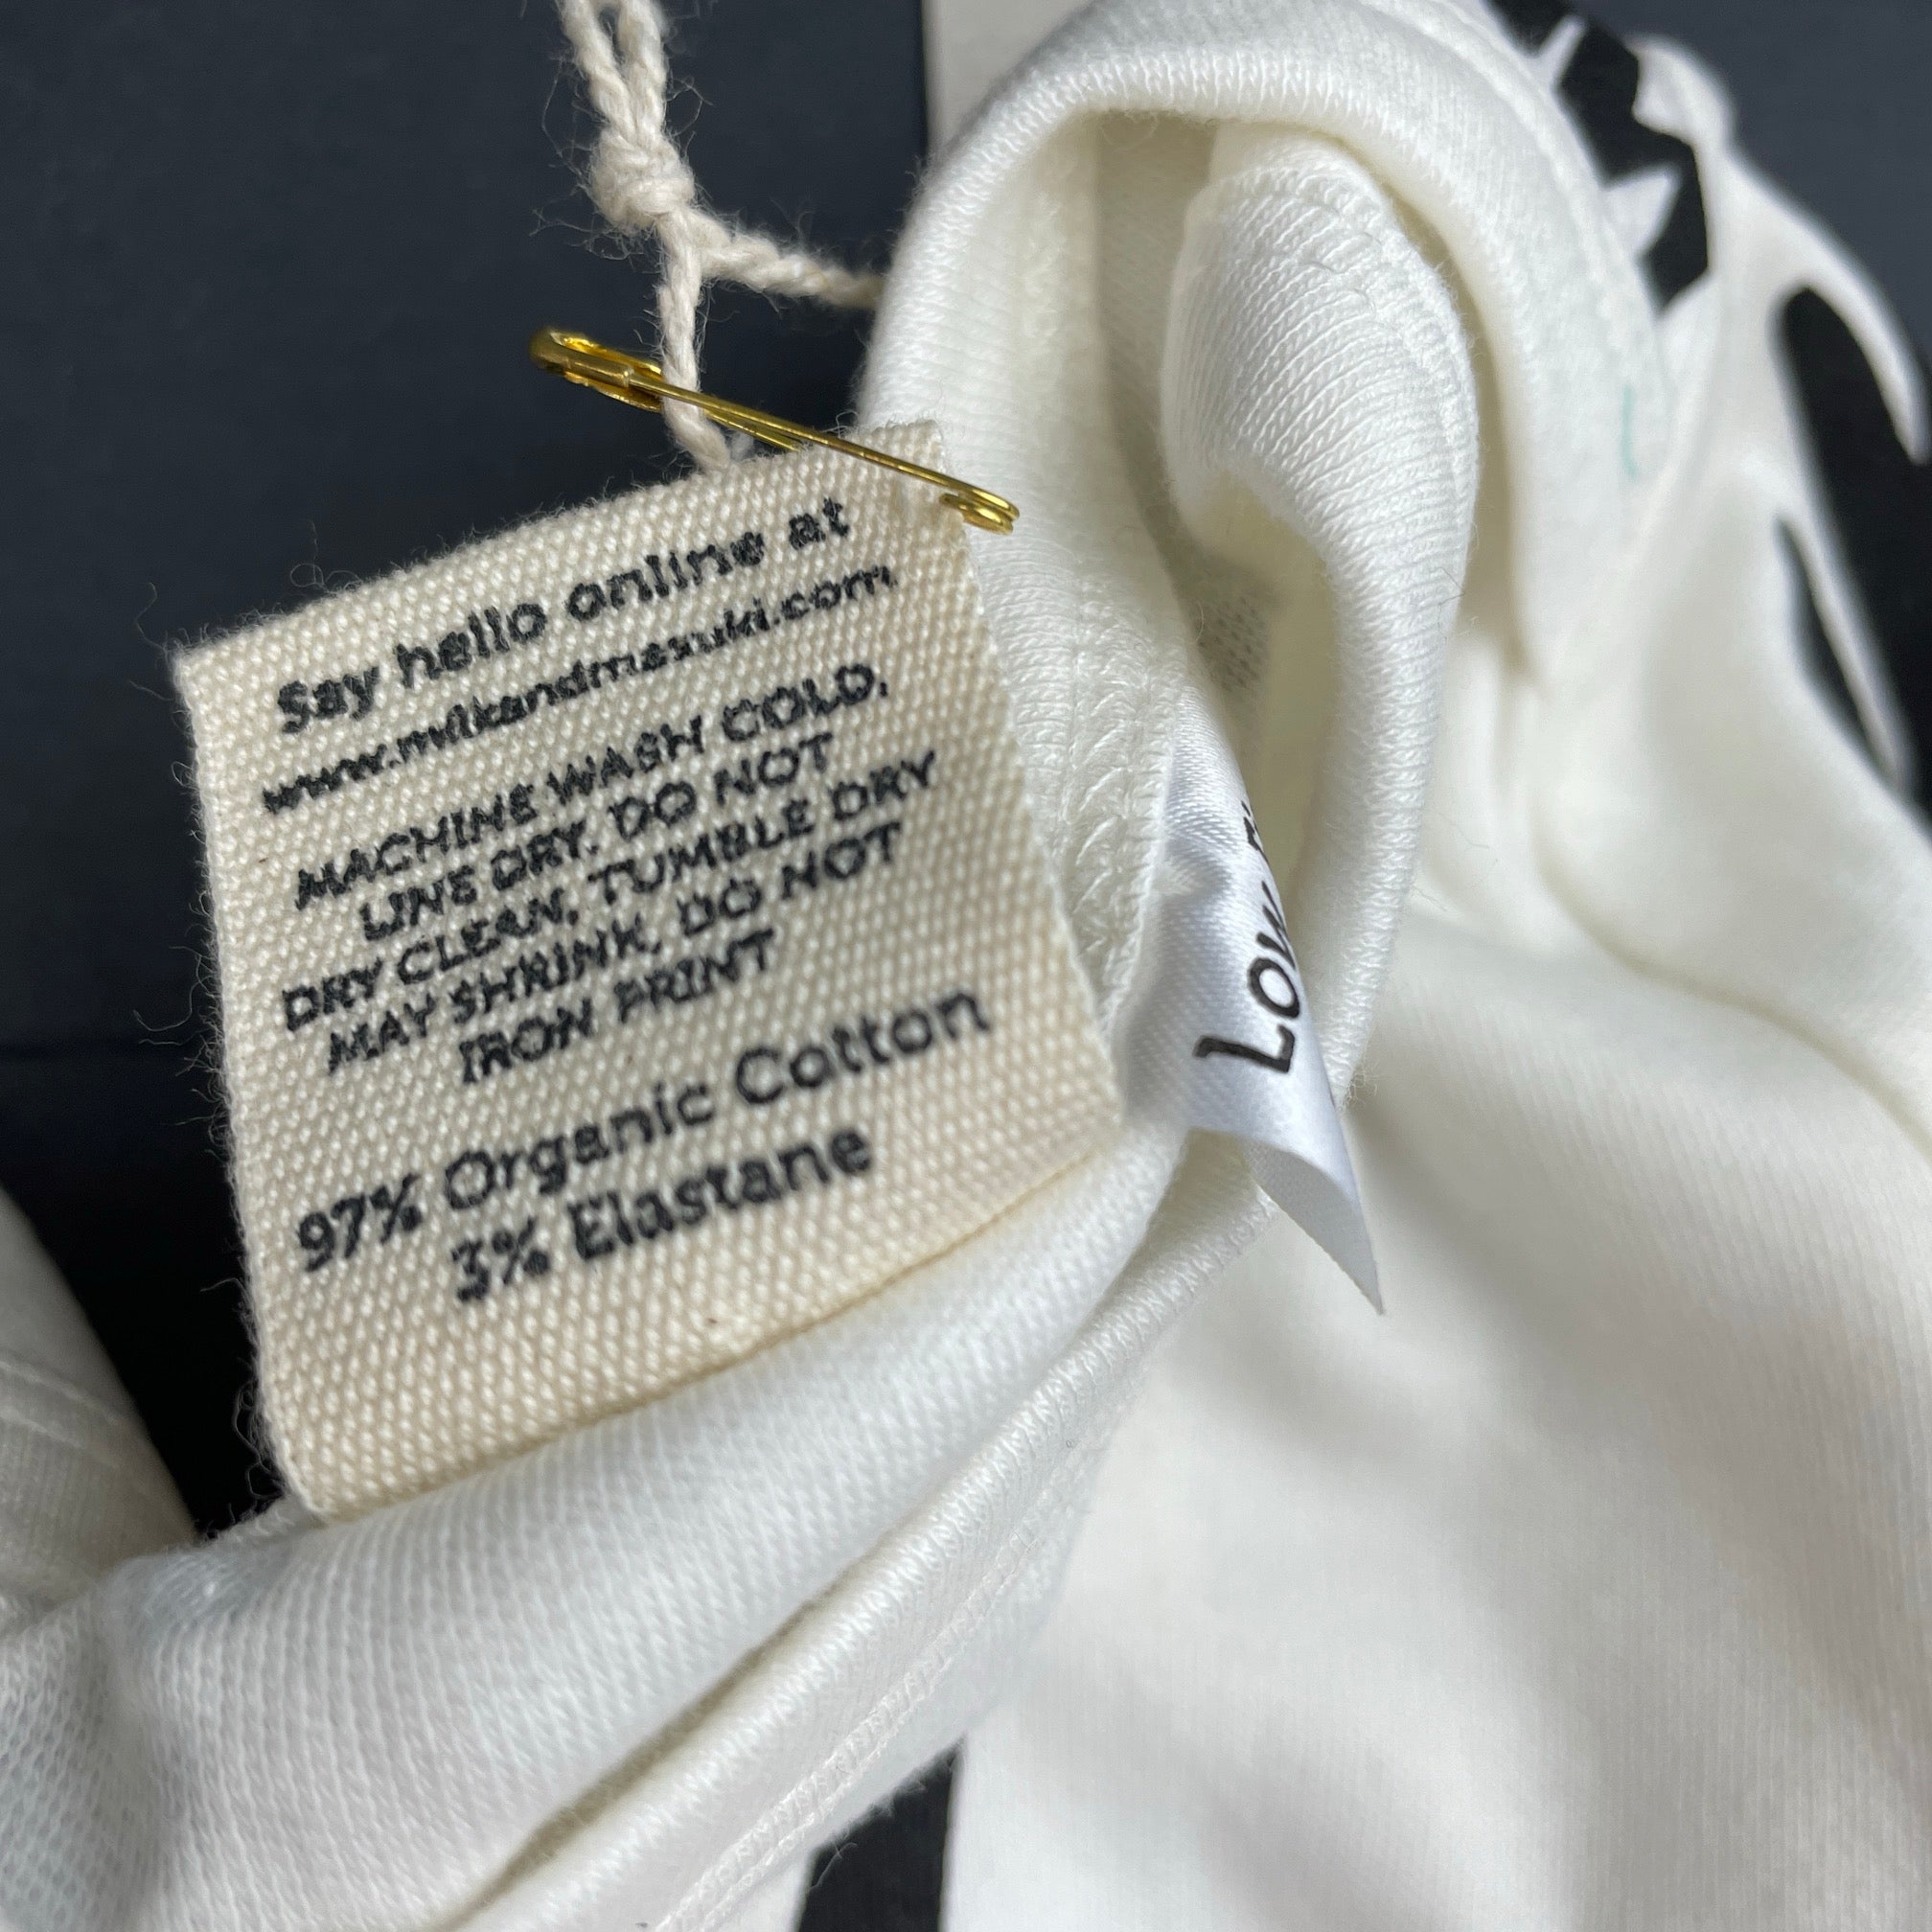 Say hello online at
www.milkandmasuki.com
MACHINE WASH COLD,
LINE DRY. DO NOT
DRY CLEAN. TUMBLE DRY
MAY SHRINK. DO NOT
IRON PRINT
97% Organic Cotton
3% Elastane
LOW